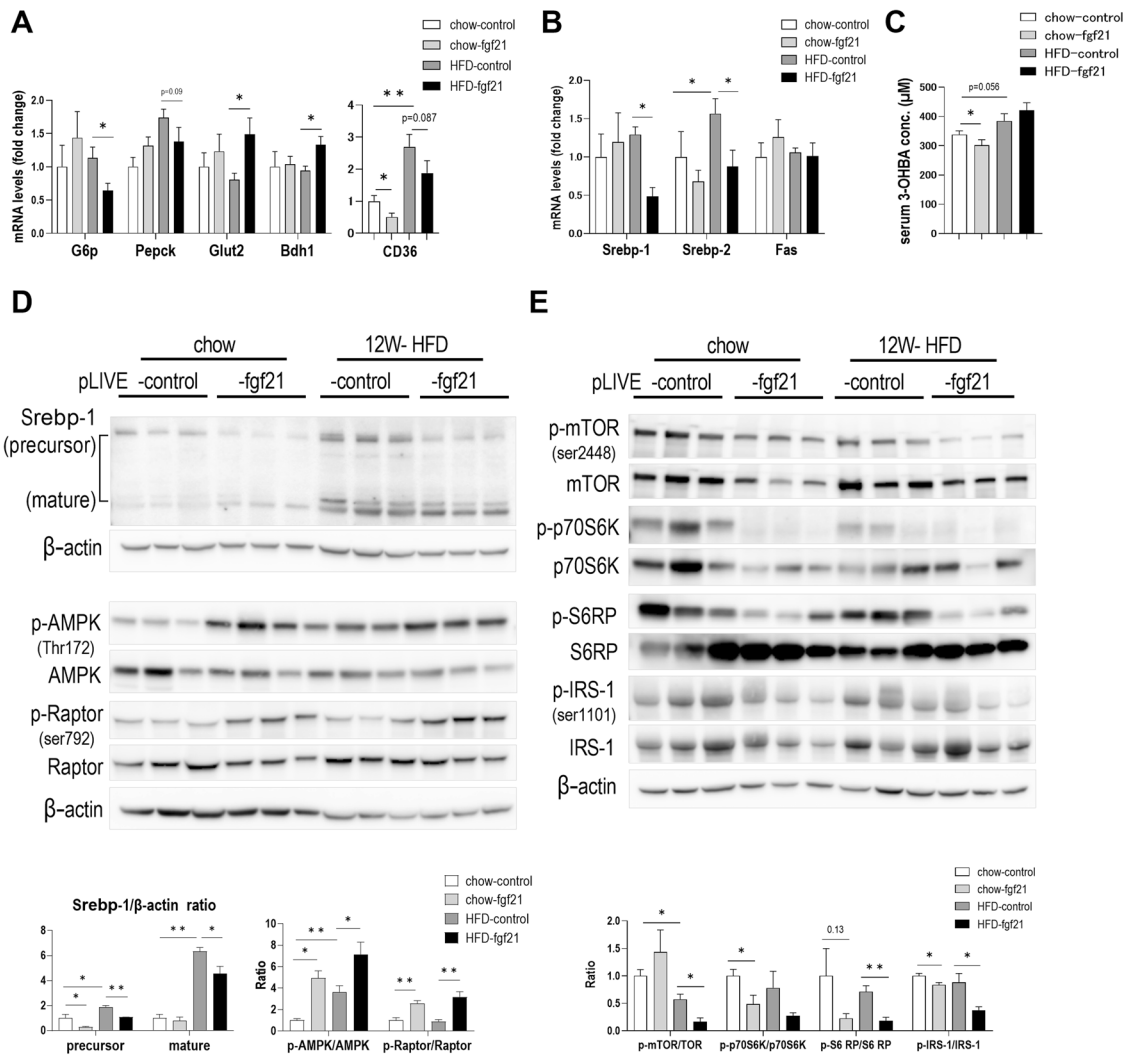 A
chow-control
chow-fgf21
HFD-control
HFD-fgf21
mRNA levels (fold change)
2.0
1.5
1.0
0.5
0.0
*
p=0.09
*
*
G6p
Pepck
Glut2
Bdh1
4
3
2
1
0
* *
p=0.087
*
CD36
B
chow-control
chow-fgf21
HFD-control
HFD-fgf21
mRNA levels (fold change)
2.0
1.5
1.0
0.5
0.0
*
*
*
Srebp-1
Srebp-2
Fas
C
chow-control
chow-fgf21
HFD-control
HFD-fgf21
serum 3-OHBA conc. (μM)
500
400
300
200
100
0
p=0.056
*
D
chow
12W- HFD
pLIVE -control -fgf21 -control -fgf21
Srebp-1
(precursor)
(mature)
β-actin
p-AMPK
(Thr172)
AMPK
p-Raptor
(ser792)
Raptor
β-actin
Srebp-1/β-actin ratio
8
6
4
2
0
*
*
* *
* *
*
precursor
mature
chow-control
chow-fgf21
HFD-control
HFD-fgf21
Ratio
10
8
6
4
2
0
* *
*
*
* *
* *
p-AMPK/AMPK
p-Raptor/Raptor
E
chow
12W- HFD
pLIVE -control -fgf21 -control -fgf21
p-mTOR
(ser2448)
mTOR
p-p70S6K
p70S6K
p-S6RP
S6RP
p-IRS-1
(ser1101)
IRS-1
β-actin
chow-control
chow-fgf21
HFD-control
HFD-fgf21
Ratio
2.0
1.5
1.0
0.5
0.0
*
*
*
0.13
* *
*
*
p-mTOR/TOR
p-p70S6K/p70S6K
p-S6 RP/S6 RP
p-IRS-1/IRS-1